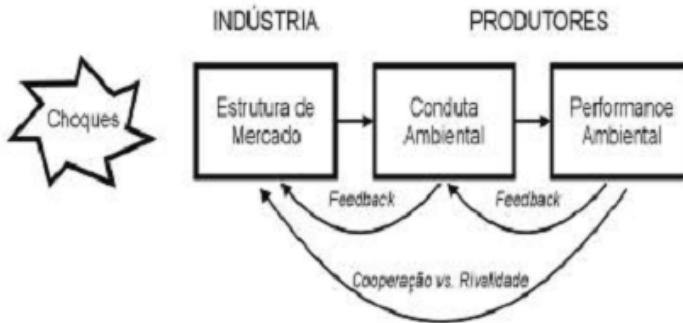 INDÚSTRIA PRODUTORES
Choques
Estrutura de
Mercado
Conduta
Ambiental
Performance
Ambiental
Feedback Feedback
Cooperação vs. Rivalidade